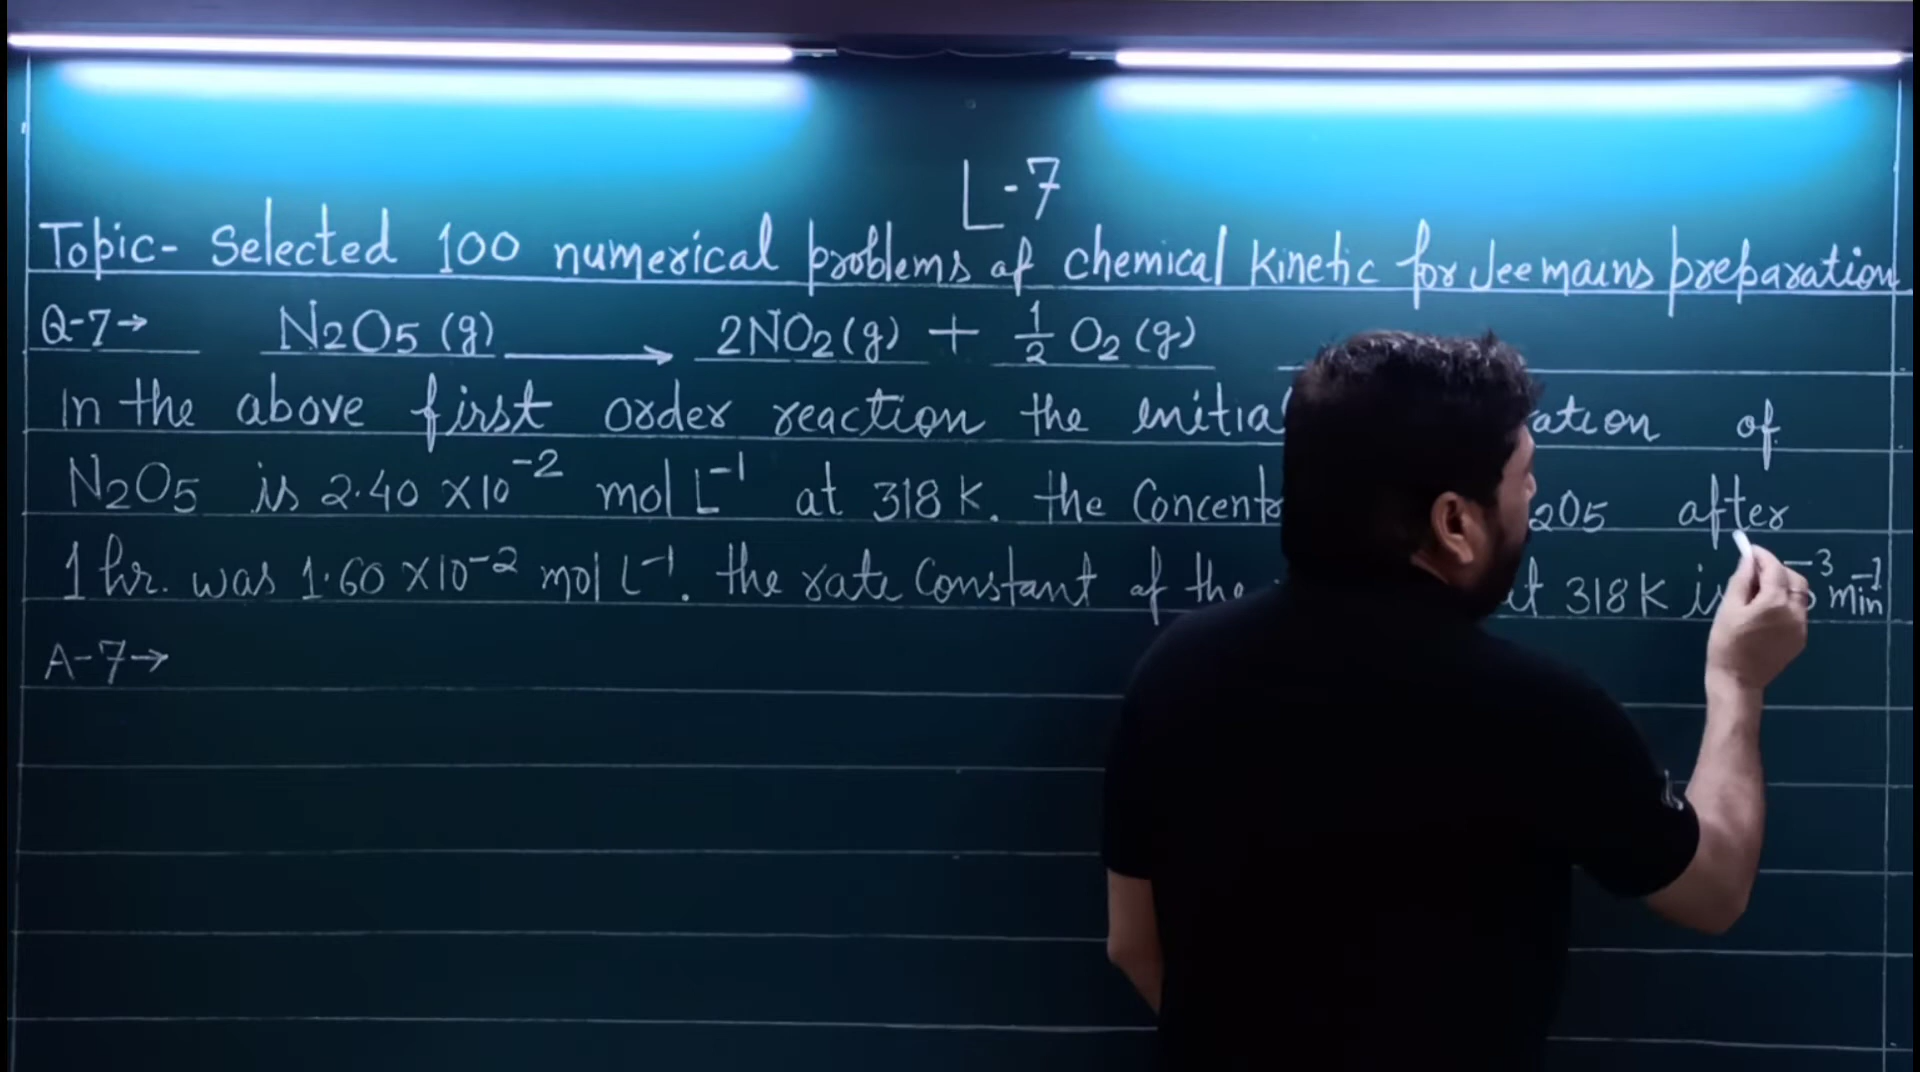 L-7
Topic- Selected 100 numerical problems of chemical Kinetic for Jee mains preparation
Q-7→ N2O5 (g) ⟶ 2NO2 (g) + 1/2 O2 (g)
In the above first order reaction the initia ation of
N2O5 is 2.40 ×10⁻² mol L⁻¹ at 318 K. the Concent 2O5 after
1 hr. was 1.60 ×10⁻² mol L⁻¹. the rate Constant of the at 318 K is ⁻³ min⁻¹
A-7→